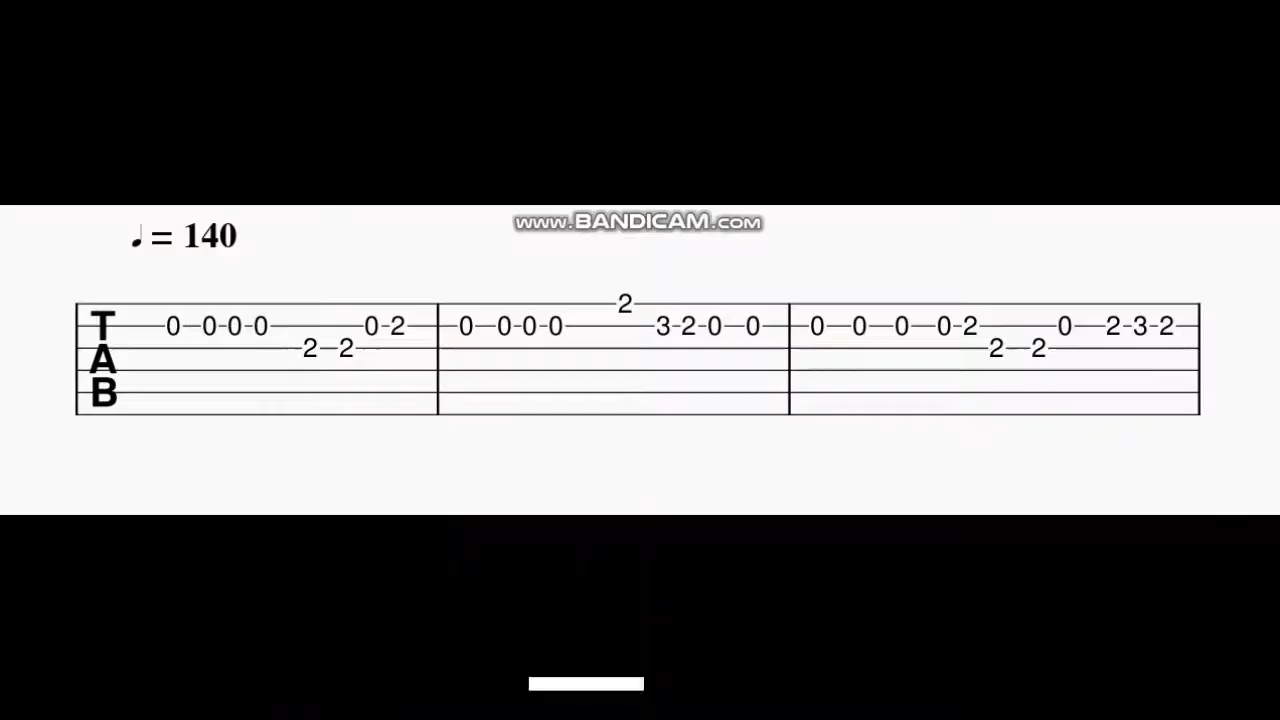 www.BANDICAM.com
♩ = 140
2
T 0 0 0 0 0 2 0 0 0 0 3 2 0 0 0 0 0 0 2 0 2 3 2
A 2 2 2 2
B